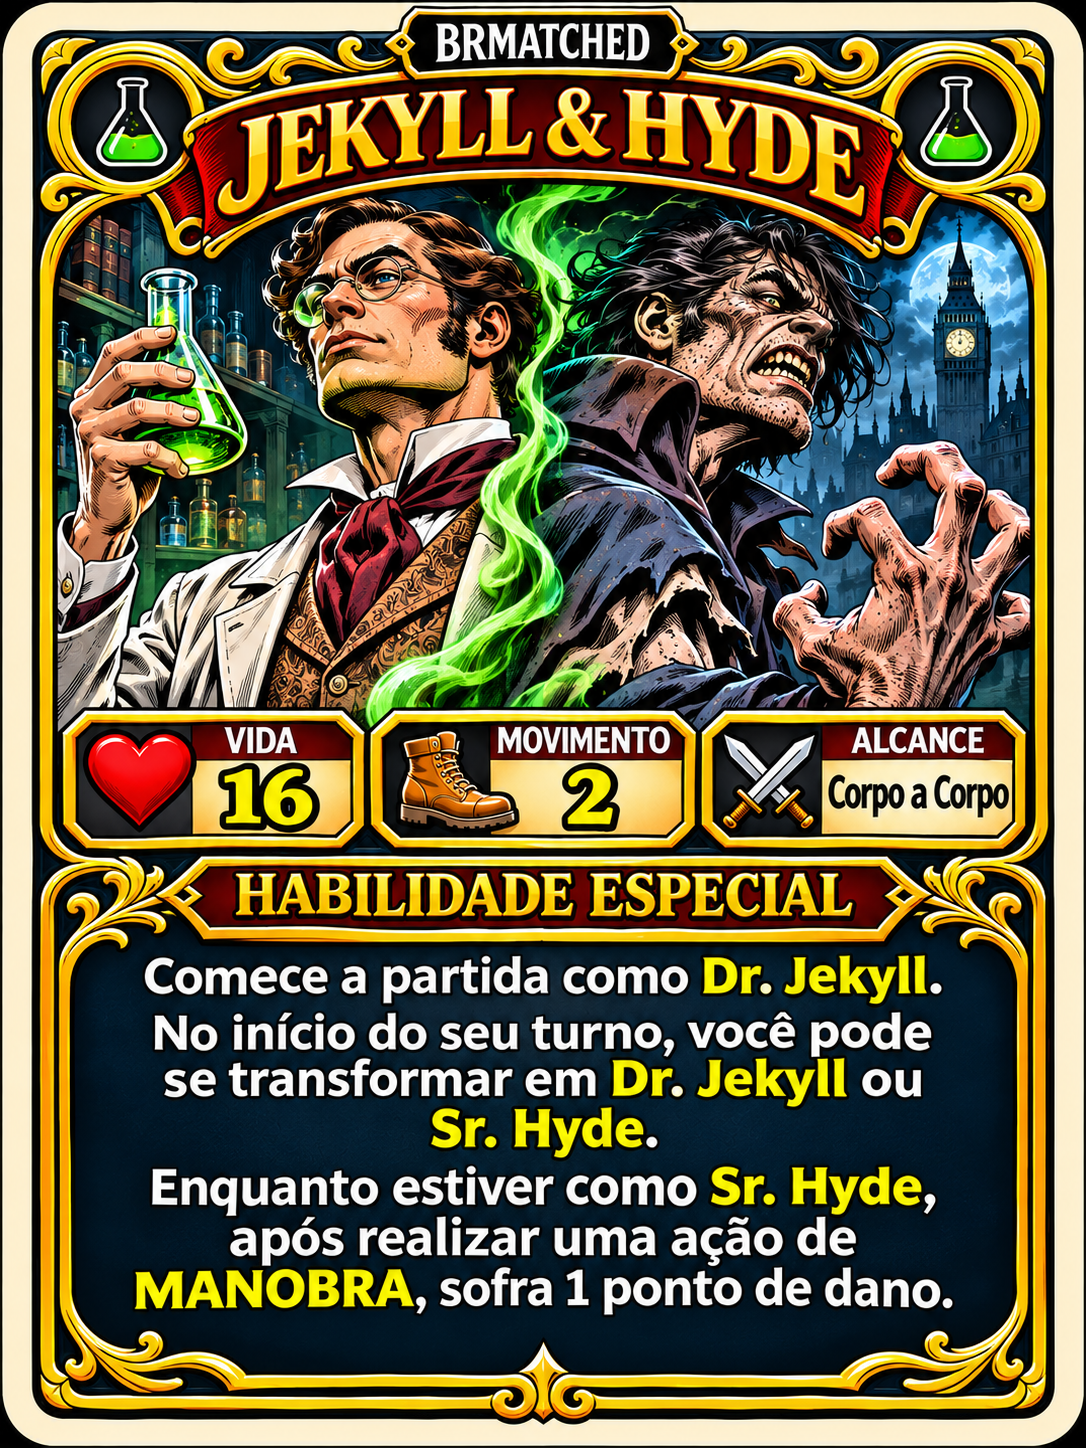 BRMATCHED
JEKYLL & HYDE
VIDA
16
MOVIMENTO
2
ALCANCE
Corpo a Corpo
HABILIDADE ESPECIAL
Comece a partida como Dr. Jekyll.
No início do seu turno, você pode
se transformar em Dr. Jekyll ou
Sr. Hyde.
Enquanto estiver como Sr. Hyde,
após realizar uma ação de
MANOBRA, sofra 1 ponto de dano.